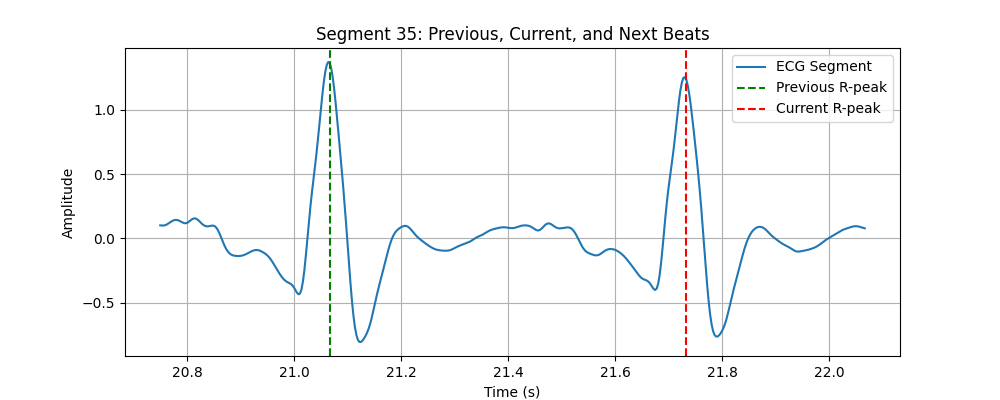 Segment 35: Previous, Current, and Next Beats
ECG Segment
Previous R-peak
Current R-peak
Amplitude
1.0
0.5
0.0
−0.5
20.8 21.0 21.2 21.4 21.6 21.8 22.0
Time (s)